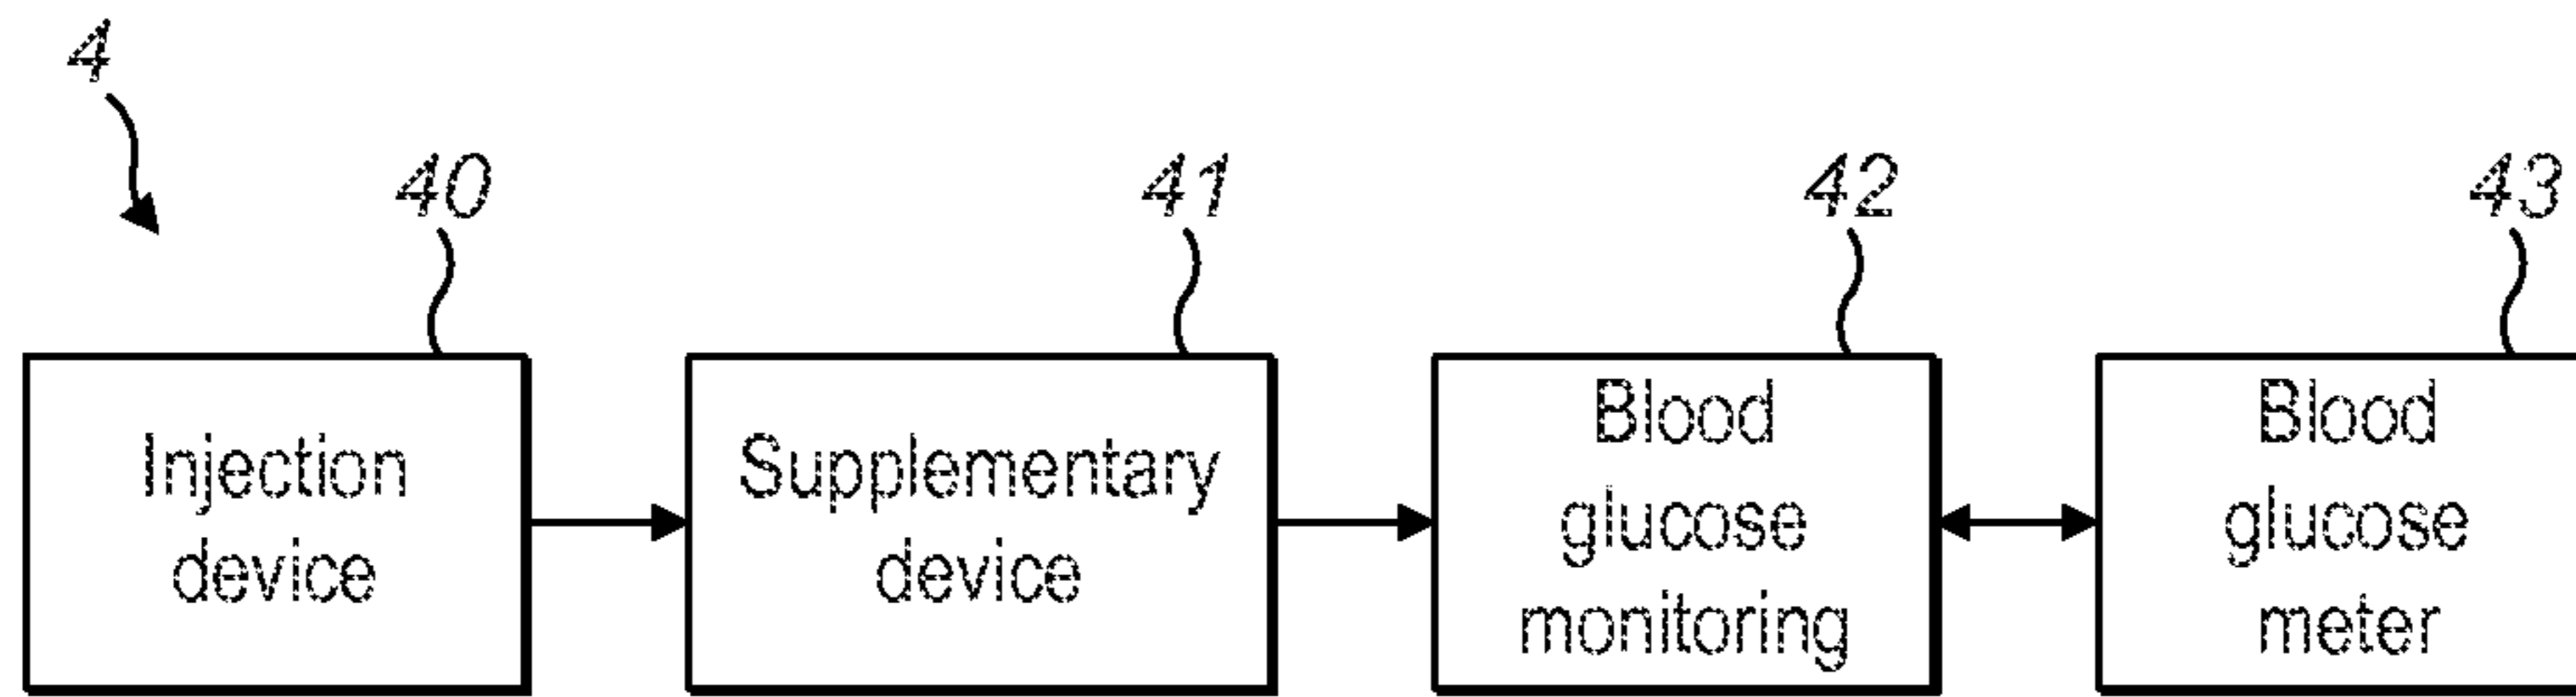 4
40
41
42
43
Injection
device
Supplementary
device
Blood
glucose
monitoring
Blood
glucose
meter